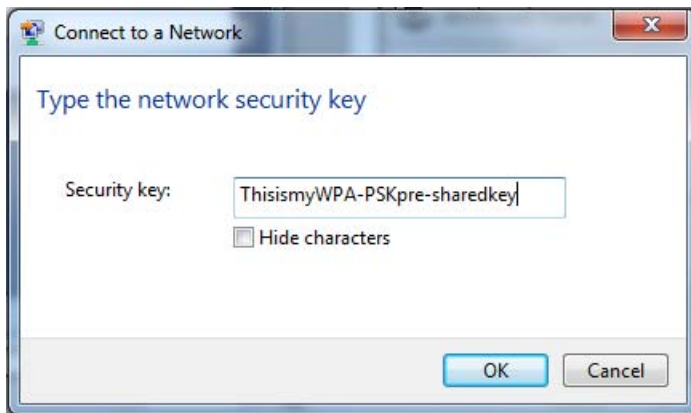 Connect to a Network
Type the network security key
Security key: ThisismyWPA-PSKpre-sharedkey
Hide characters
OK Cancel